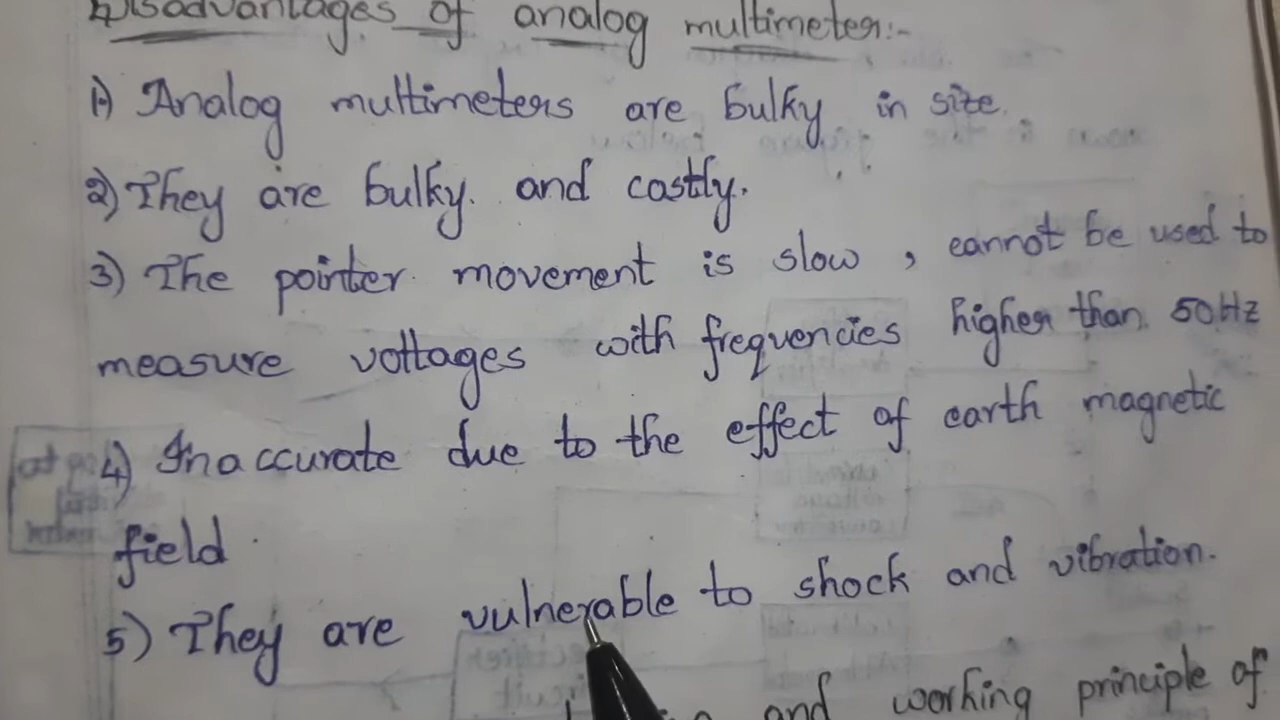 Disadvantages of analog multimeter:-
1) Analog multimeters are bulky in size.
2) They are bulky. and costly.
3) The pointer movement is slow, cannot be used to
measure voltages with frequencies higher than 50Hz
4) Inaccurate due to the effect of earth magnetic
field.
5) They are vulnerable to shock and vibration.
and working principle of